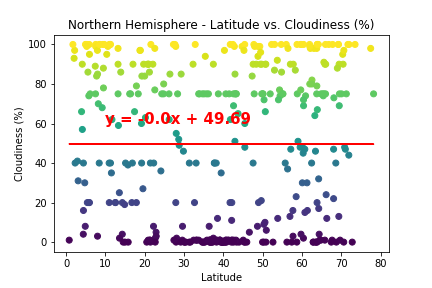 Northern Hemisphere - Latitude vs. Cloudiness (%)
100
80
60
40
20
0
Cloudiness (%)
y = -0.0x + 49.69
0 10 20 30 40 50 60 70 80
Latitude